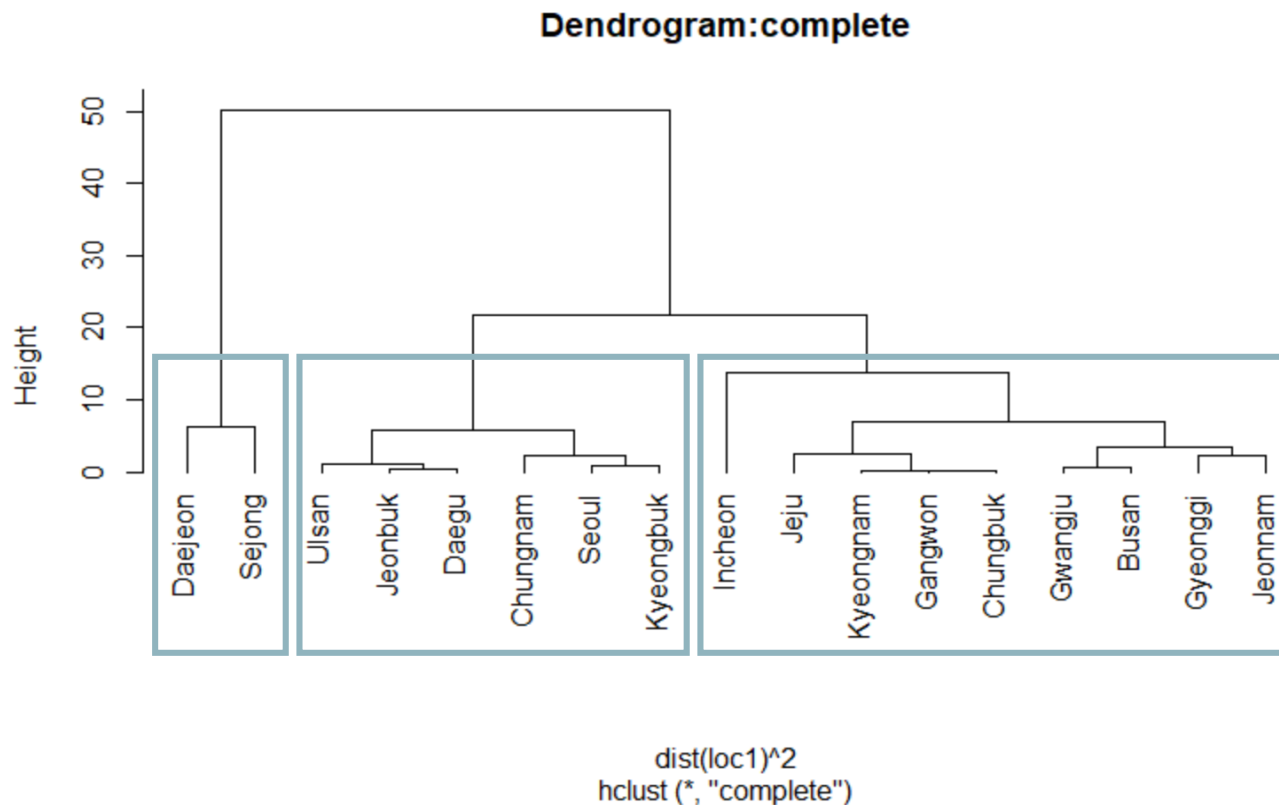 Dendrogram:complete
50
40
30
20
10
0
Height
Daejeon
Sejong
Ulsan
Jeonbuk
Daegu
Chungnam
Seoul
Kyeongbuk
Incheon
Jeju
Kyeongnam
Gangwon
Chungbuk
Gwangju
Busan
Gyeonggi
Jeonnam
dist(loc1)^2
hclust (*, "complete")